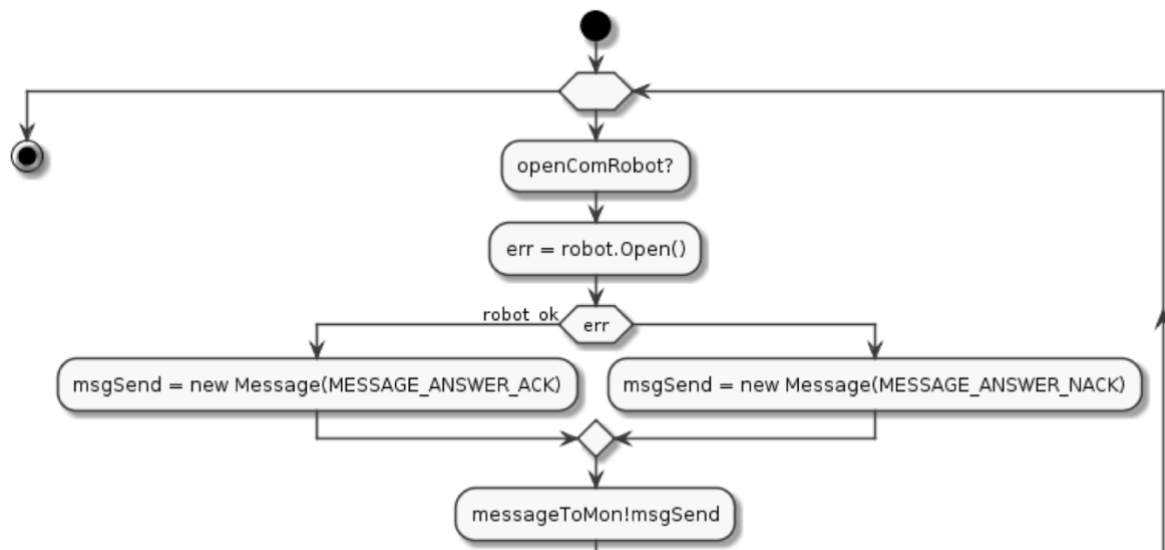 openComRobot?
err = robot.Open()
robot ok
err
msgSend = new Message(MESSAGE_ANSWER_ACK)
msgSend = new Message(MESSAGE_ANSWER_NACK)
messageToMon!msgSend